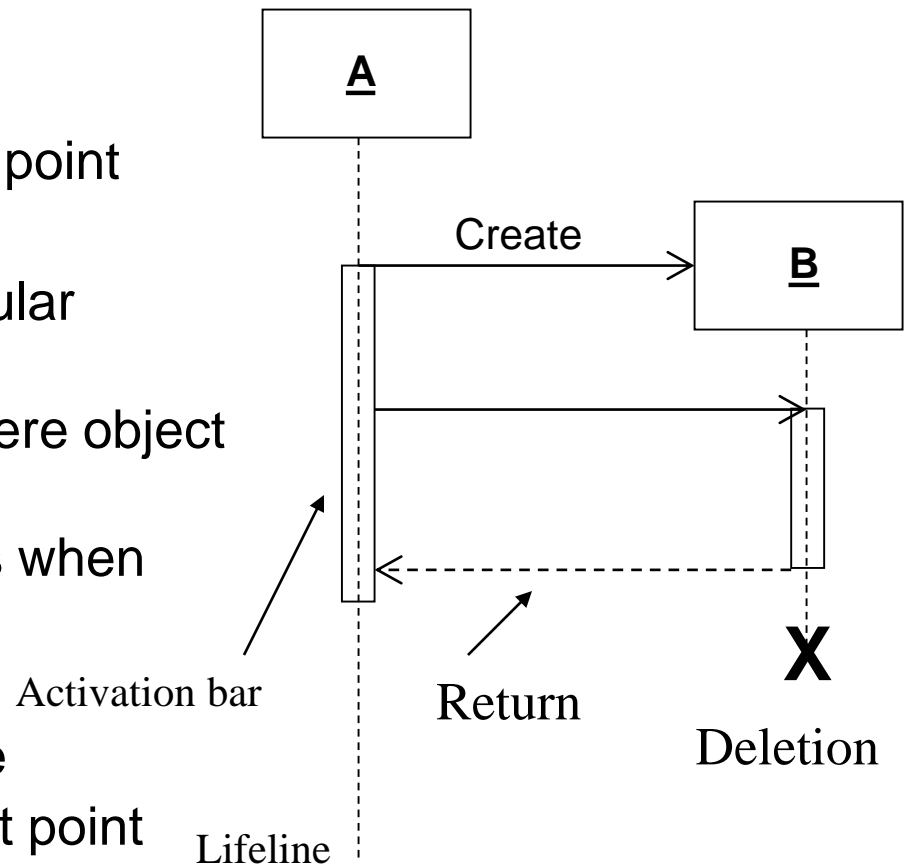 A
point
Create
B
ular
ere object
s when
Activation bar
Return
Deletion
e
t point
Lifeline
X